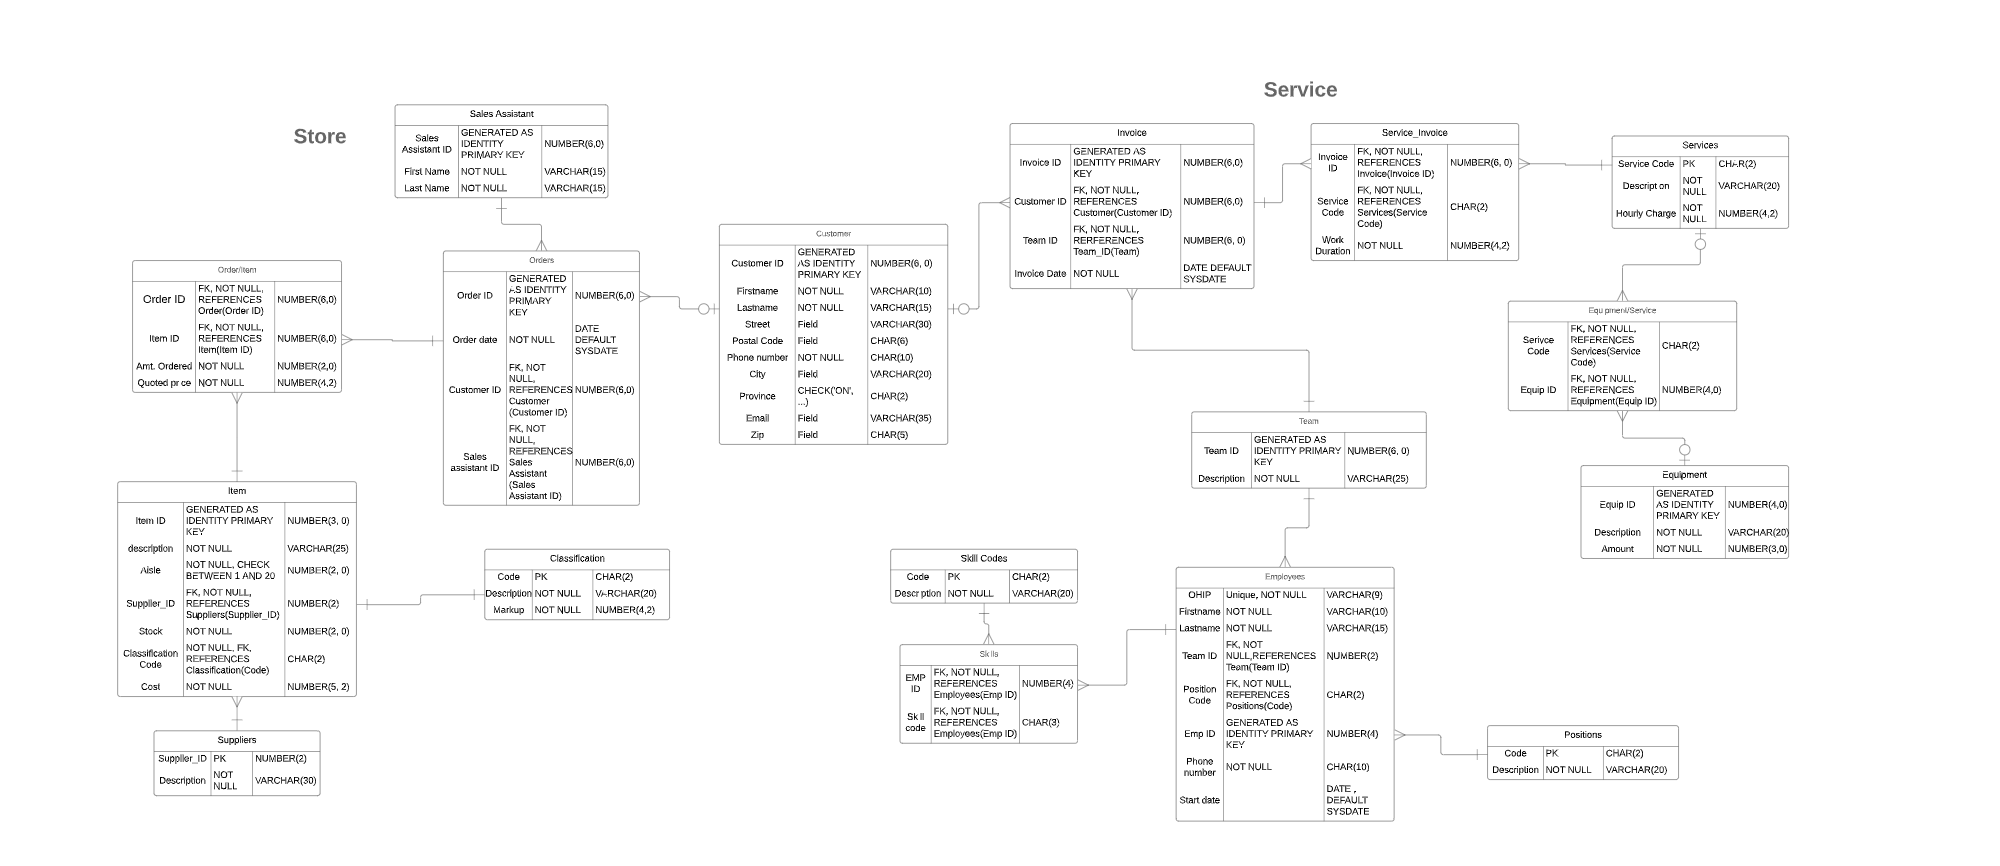 Service
Store
Sales Assistant
Sales
Assistant ID
GENERATED AS
IDENTITY
PRIMARY KEY
NUMBER(6,0)
First Name
NOT NULL
VARCHAR(15)
Last Name
NOT NULL
VARCHAR(15)
Order/Item
Order ID
FK, NOT NULL,
REFERENCES
Order(Order ID)
NUMBER(6,0)
Item ID
FK, NOT NULL,
REFERENCES
Item(Item ID)
NUMBER(6,0)
Amt. Ordered
NOT NULL
NUMBER(2,0)
Quoted price
NOT NULL
NUMBER(4,2)
Orders
Order ID
GENERATED
AS IDENTITY
PRIMARY
KEY
NUMBER(6,0)
Order date
NOT NULL
DATE
DEFAULT
SYSDATE
Customer ID
FK, NOT
NULL,
REFERENCES
Customer
(Customer ID)
NUMBER(6,0)
Sales
assistant ID
FK, NOT
NULL,
REFERENCES
Sales
Assistant
(Sales
Assistant ID)
NUMBER(6,0)
Customer
Customer ID
GENERATED
AS IDENTITY
PRIMARY KEY
NUMBER(6, 0)
Firstname
NOT NULL
VARCHAR(10)
Lastname
NOT NULL
VARCHAR(15)
Street
Field
VARCHAR(30)
Postal Code
Field
CHAR(6)
Phone number
NOT NULL
CHAR(10)
City
Field
VARCHAR(20)
Province
CHECK('ON',
...)
CHAR(2)
Email
Field
VARCHAR(35)
Zip
Field
CHAR(5)
Invoice
Invoice ID
GENERATED AS
IDENTITY PRIMARY
KEY
NUMBER(6,0)
Customer ID
FK, NOT NULL,
REFERENCES
Customer(Customer ID)
NUMBER(6,0)
Team ID
FK, NOT NULL,
RERFERENCES
Team_ID(Team)
NUMBER(6, 0)
Invoice Date
NOT NULL
DATE DEFAULT
SYSDATE
Service_Invoice
Invoice
ID
FK, NOT NULL,
REFERENCES
Invoice(Invoice ID)
NUMBER(6, 0)
Service
Code
FK, NOT NULL,
REFERENCES
Services(Service
Code)
CHAR(2)
Work
Duration
NOT NULL
NUMBER(4,2)
Services
Service Code
PK
CHAR(2)
Description
NOT
NULL
VARCHAR(20)
Hourly Charge
NOT
NULL
NUMBER(4,2)
Equipment/Service
Serivce
Code
FK, NOT NULL,
REFERENCES
Services(Service
Code)
CHAR(2)
Equip ID
FK, NOT NULL,
REFERENCES
Equipment(Equip ID)
NUMBER(4,0)
Equipment
Equip ID
GENERATED
AS IDENTITY
PRIMARY KEY
NUMBER(4,0)
Description
NOT NULL
VARCHAR(20)
Amount
NOT NULL
NUMBER(3,0)
Team
Team ID
GENERATED AS
IDENTITY PRIMARY
KEY
NUMBER(6, 0)
Description
NOT NULL
VARCHAR(25)
Item
Item ID
GENERATED AS
IDENTITY PRIMARY
KEY
NUMBER(3, 0)
description
NOT NULL
VARCHAR(25)
Aisle
NOT NULL, CHECK
BETWEEN 1 AND 20
NUMBER(2, 0)
Supplier_ID
FK, NOT NULL,
REFERENCES
Suppliers(Supplier_ID)
NUMBER(2)
Stock
NOT NULL
NUMBER(2, 0)
Classification
Code
NOT NULL, FK,
REFERENCES
Classification(Code)
CHAR(2)
Cost
NOT NULL
NUMBER(5, 2)
Classification
Code
PK
CHAR(2)
Description
NOT NULL
VARCHAR(20)
Markup
NOT NULL
NUMBER(4,2)
Suppliers
Supplier_ID
PK
NUMBER(2)
Description
NOT
NULL
VARCHAR(30)
Skill Codes
Code
PK
CHAR(2)
Description
NOT NULL
VARCHAR(20)
Skills
EMP
ID
FK, NOT NULL,
REFERENCES
Employees(Emp ID)
NUMBER(4)
Skill
code
FK, NOT NULL,
REFERENCES
Employees(Emp ID)
CHAR(3)
Employees
OHIP
Unique, NOT NULL
VARCHAR(9)
Firstname
NOT NULL
VARCHAR(10)
Lastname
NOT NULL
VARCHAR(15)
Team ID
FK, NOT
NULL,REFERENCES
Team(Team ID)
NUMBER(2)
Position
Code
FK, NOT NULL,
REFERENCES
Positions(Code)
CHAR(2)
Emp ID
GENERATED AS
IDENTITY PRIMARY
KEY
NUMBER(4)
Phone
number
NOT NULL
CHAR(10)
Start date
DATE ,
DEFAULT
SYSDATE
Positions
Code
PK
CHAR(2)
Description
NOT NULL
VARCHAR(20)